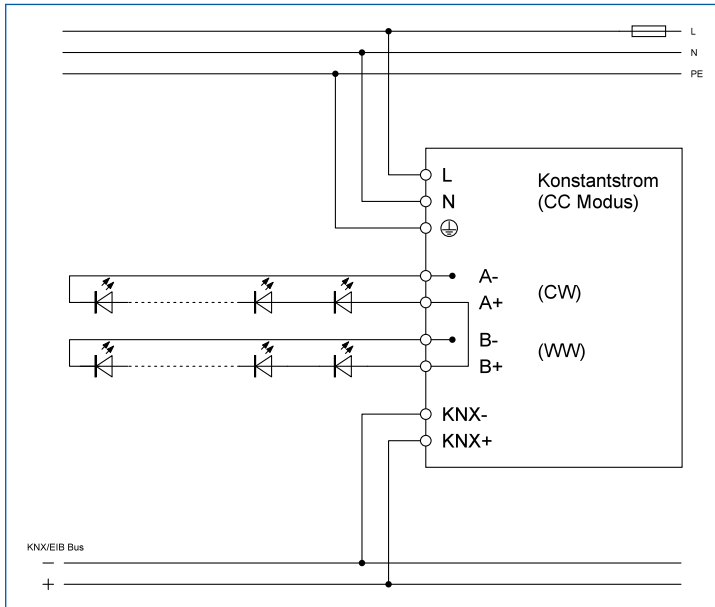 L
N
PE
L
N
Konstantstrom
(CC Modus)
A-
A+
(CW)
B-
B+
(WW)
KNX-
KNX+
KNX/EIB Bus
−
+